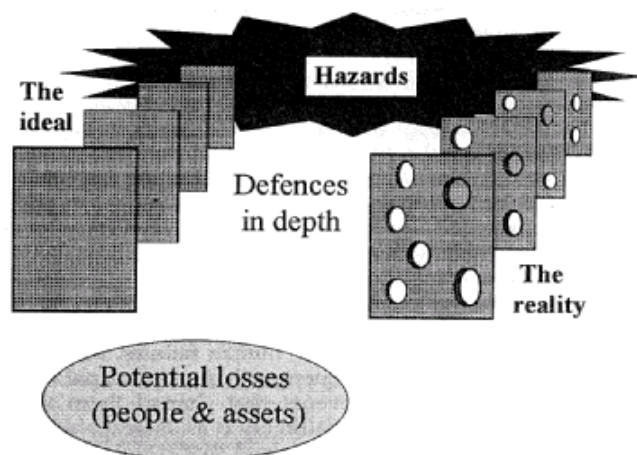 Hazards
The
ideal
Defences
in depth
The
reality
Potential losses
(people & assets)